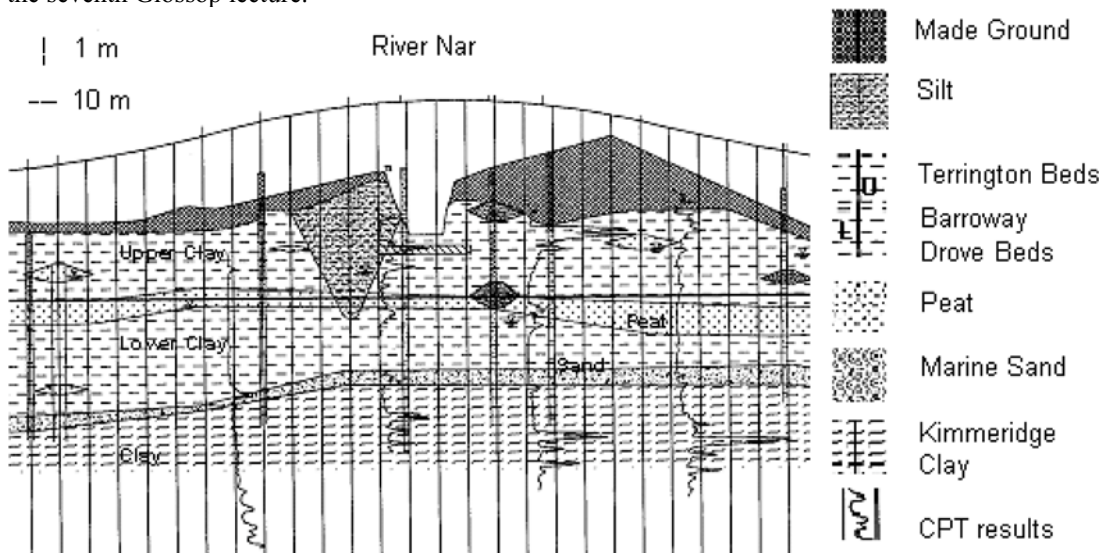 the seventh Glossop lecture.
1 m
River Nar
10 m
Upper Clay
Lower Clay
Peat
Sand
Clay
Made Ground
Silt
Terrington Beds
U
L
Barroway
Drove Beds
Peat
Marine Sand
Kimmeridge
Clay
CPT results